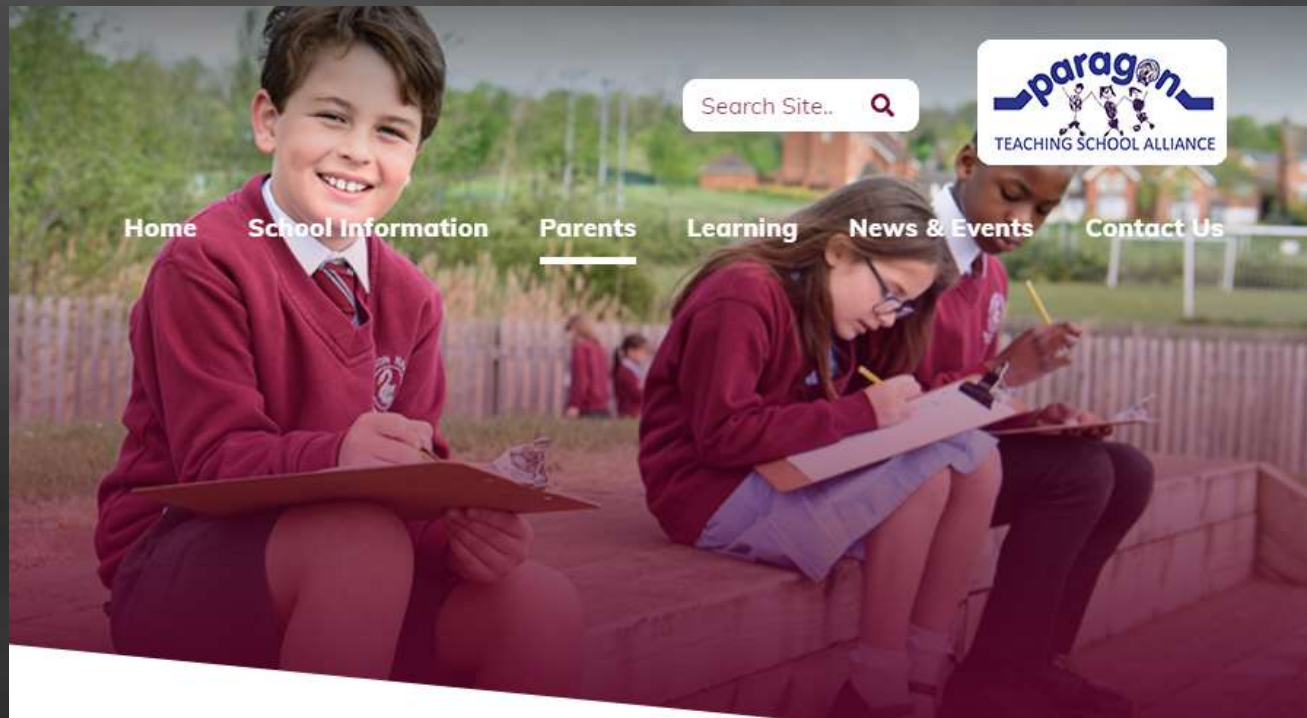 paragon
Search Site..
TEACHING SCHOOL ALLIANCE
Home School Information Parents Learning News & Events Contact Us